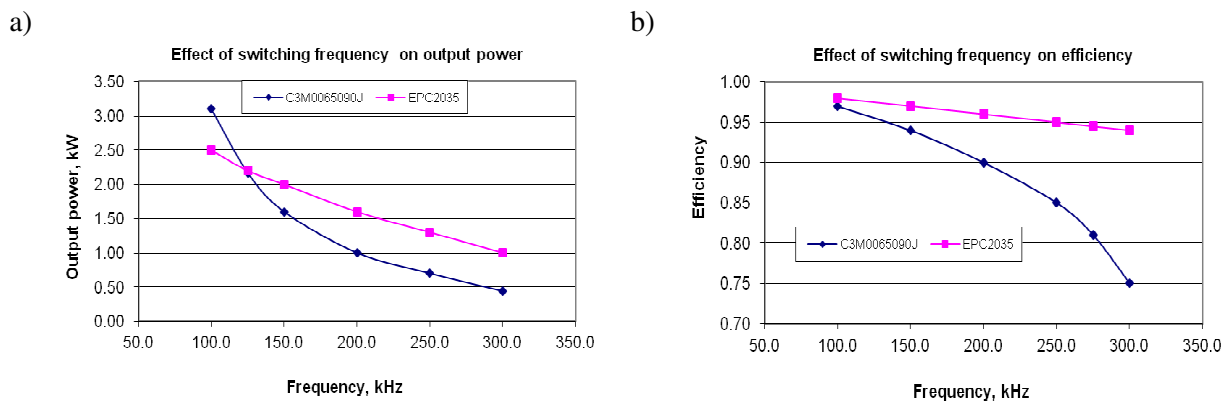 a)
Effect of switching frequency on output power
C3M0065090J
EPC2035
Output power, kW
3.50
3.00
2.50
2.00
1.50
1.00
0.50
0.00
50.0 100.0 150.0 200.0 250.0 300.0 350.0
Frequency, kHz
b)
Effect of switching frequency on efficiency
Efficiency
1.00
0.95
0.90
0.85
0.80
0.75
0.70
C3M0065090J
EPC2035
50.0 100.0 150.0 200.0 250.0 300.0 350.0
Frequency, kHz